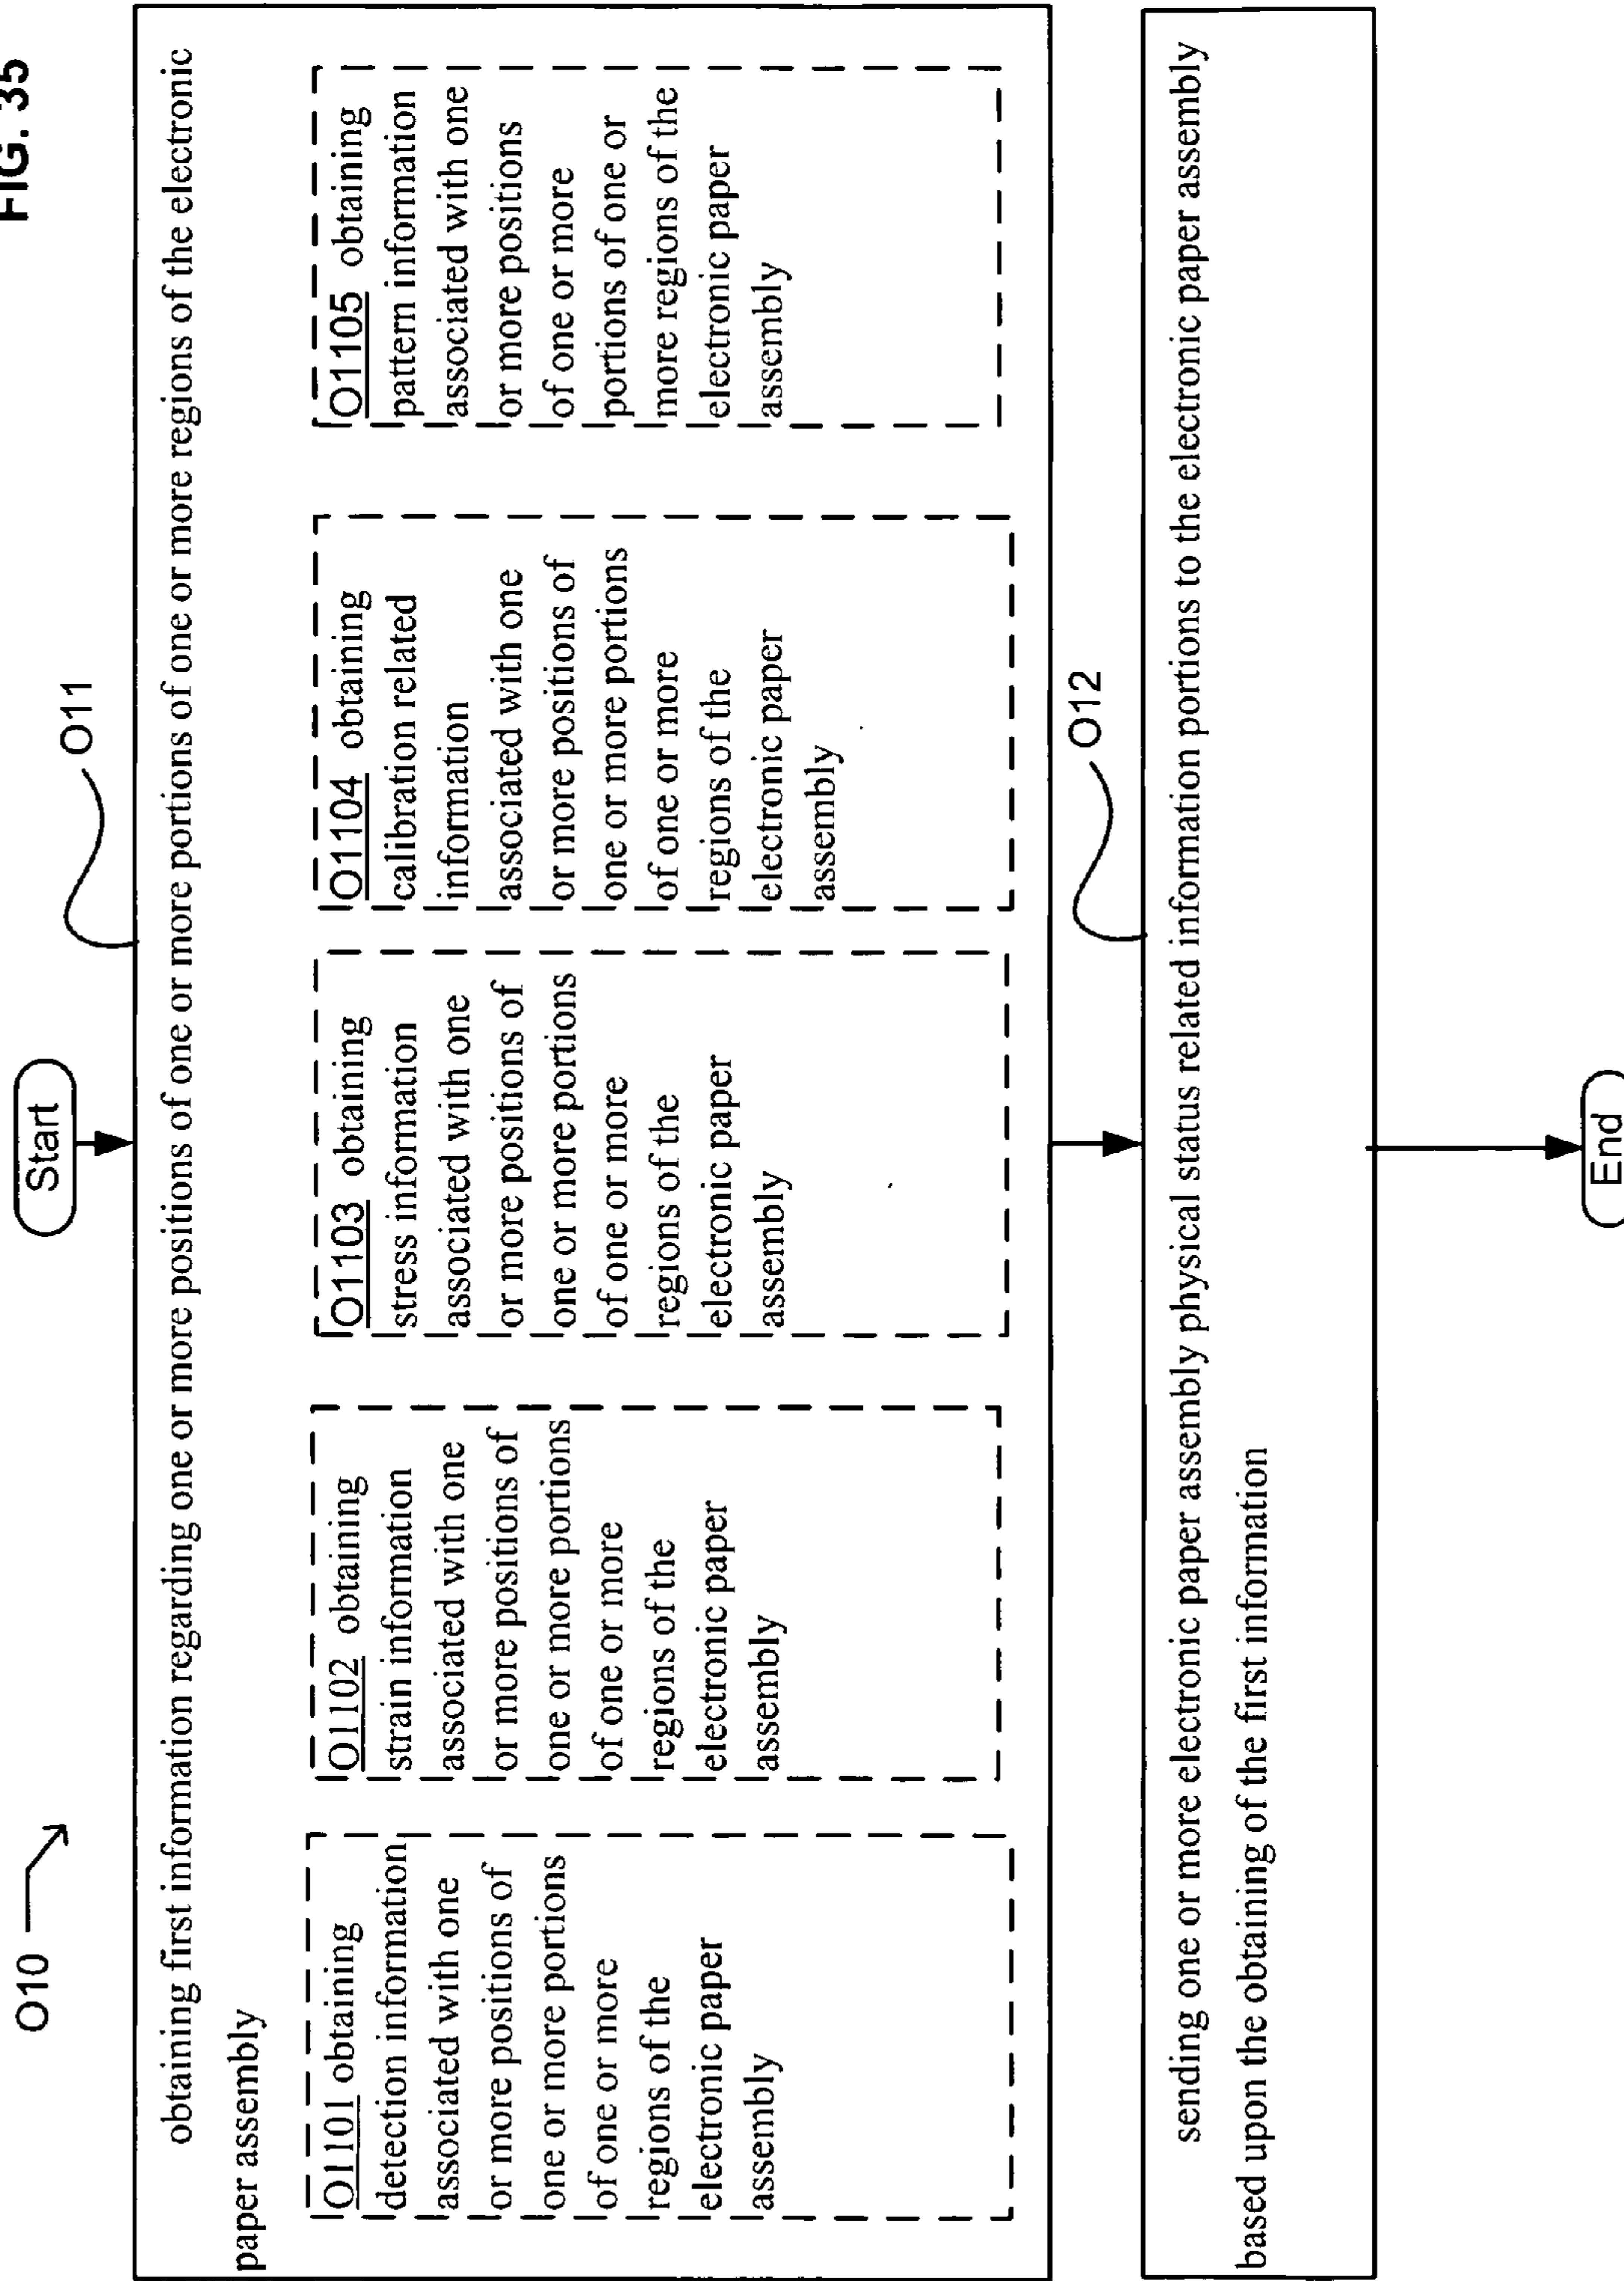 FIG. 35
O10
Start
O11
obtaining first information regarding one or more positions of one or more portions of one or more regions of the electronic
paper assembly
O1101 obtaining
detection information
associated with one
or more positions of
one or more portions
of one or more
regions of the
electronic paper
assembly
O1102 obtaining
strain information
associated with one
or more positions of
one or more portions
of one or more
regions of the
electronic paper
assembly
O1103 obtaining
stress information
associated with one
or more positions of
one or more portions
of one or more
regions of the
electronic paper
assembly
O1104 obtaining
calibration related
information
associated with one
or more positions of
one or more portions
of one or more
regions of the
electronic paper
assembly
O1105 obtaining
pattern information
associated with one
or more positions
of one or more
portions of one or
more regions of the
electronic paper
assembly
O12
sending one or more electronic paper assembly physical status related information portions to the electronic paper assembly
based upon the obtaining of the first information
End